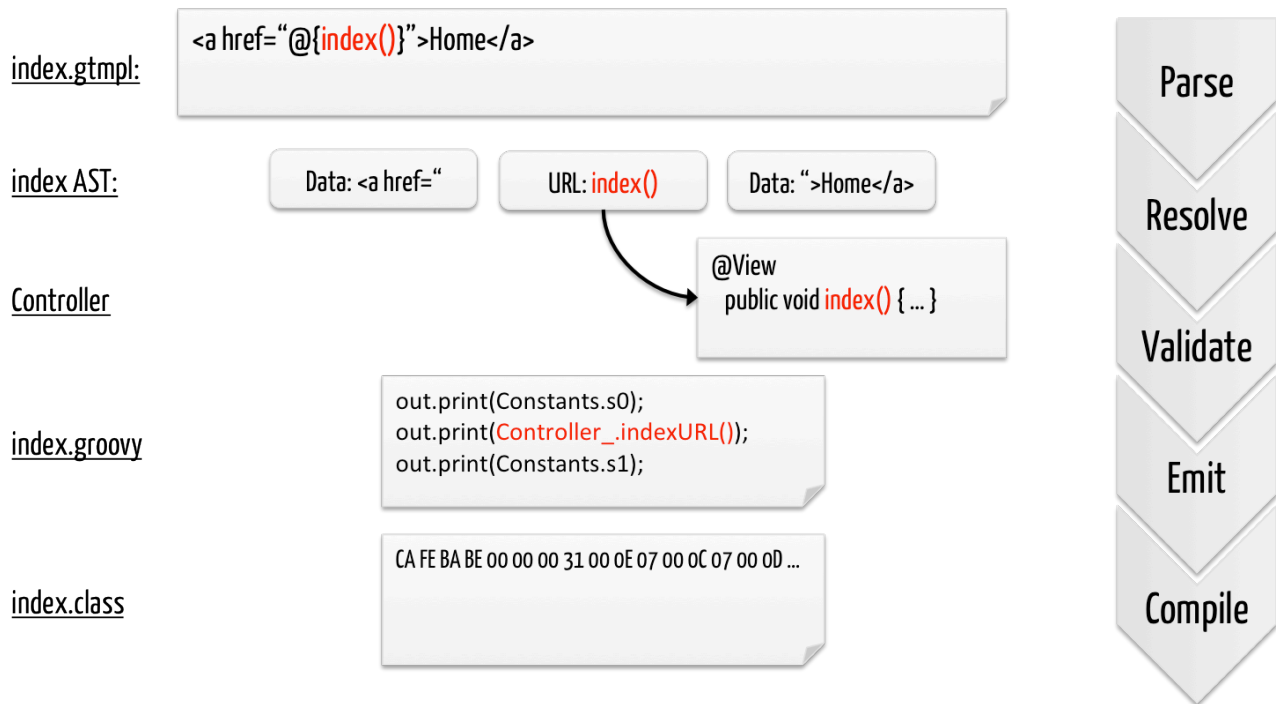 <a href=“@{index()}”>Home</a>
index.gtmpl:
Parse
index AST:
Data: <a href=“
URL: index()
Data: “>Home</a>
Resolve
Controller
@View
public void index() { ... }
Validate
index.groovy
out.print(Constants.s0);
out.print(Controller_.indexURL());
out.print(Constants.s1);
Emit
index.class
CA FE BA BE 00 00 00 31 00 0E 07 00 0C 07 00 0D ...
Compile